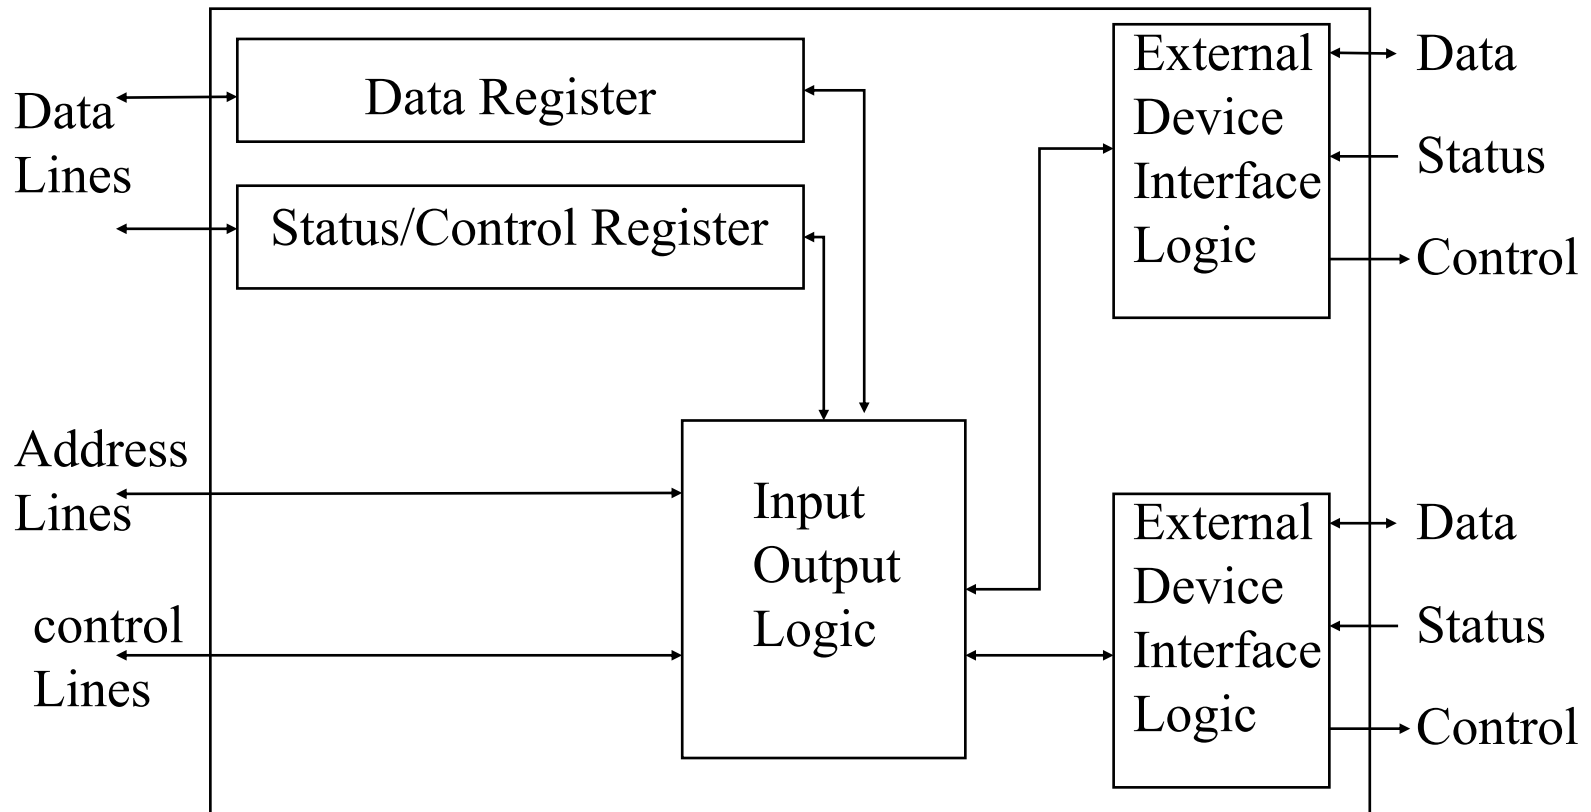 Data Register
Data
Lines
Status/Control Register
External
Device
Interface
Logic
Data
Status
Control
Address
Lines
control
Lines
Input
Output
Logic
External
Device
Interface
Logic
Data
Status
Control